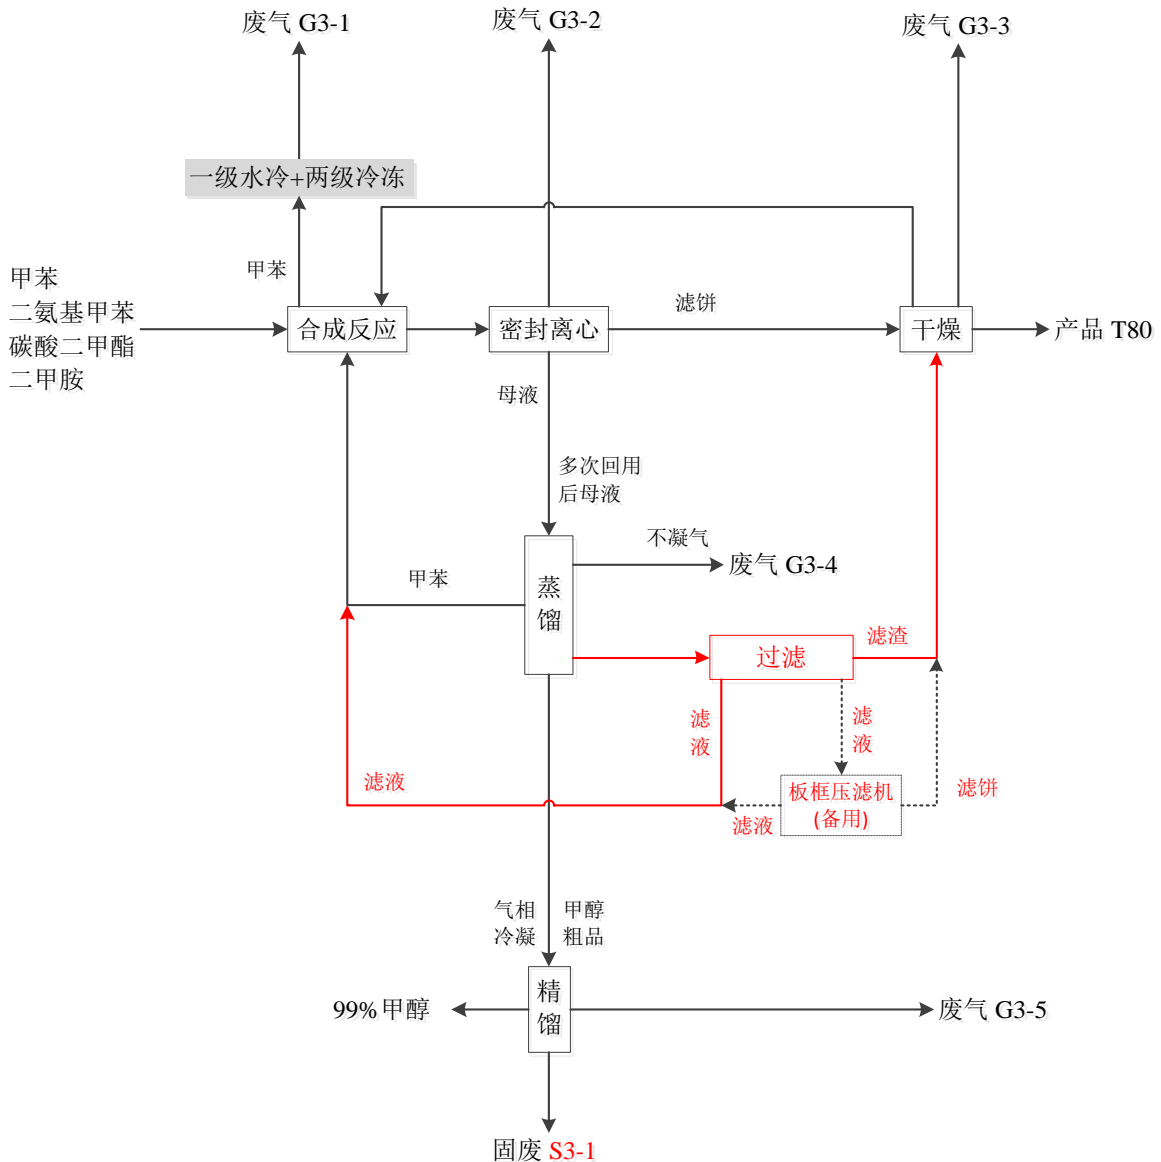 废气 G3-1
废气 G3-2
废气 G3-3
一级水冷+两级冷冻
甲苯
甲苯
二氨基甲苯
碳酸二甲酯
二甲胺
合成反应
密封离心
滤饼
干燥
产品 T80
母液
多次回用
后母液
不凝气
废气 G3-4
甲苯
蒸
馏
过滤
滤渣
滤
液
滤
液
滤液
板框压滤机
(备用)
滤饼
滤液
气相
冷凝
甲醇
粗品
精
馏
99%甲醇
废气 G3-5
固废 S3-1